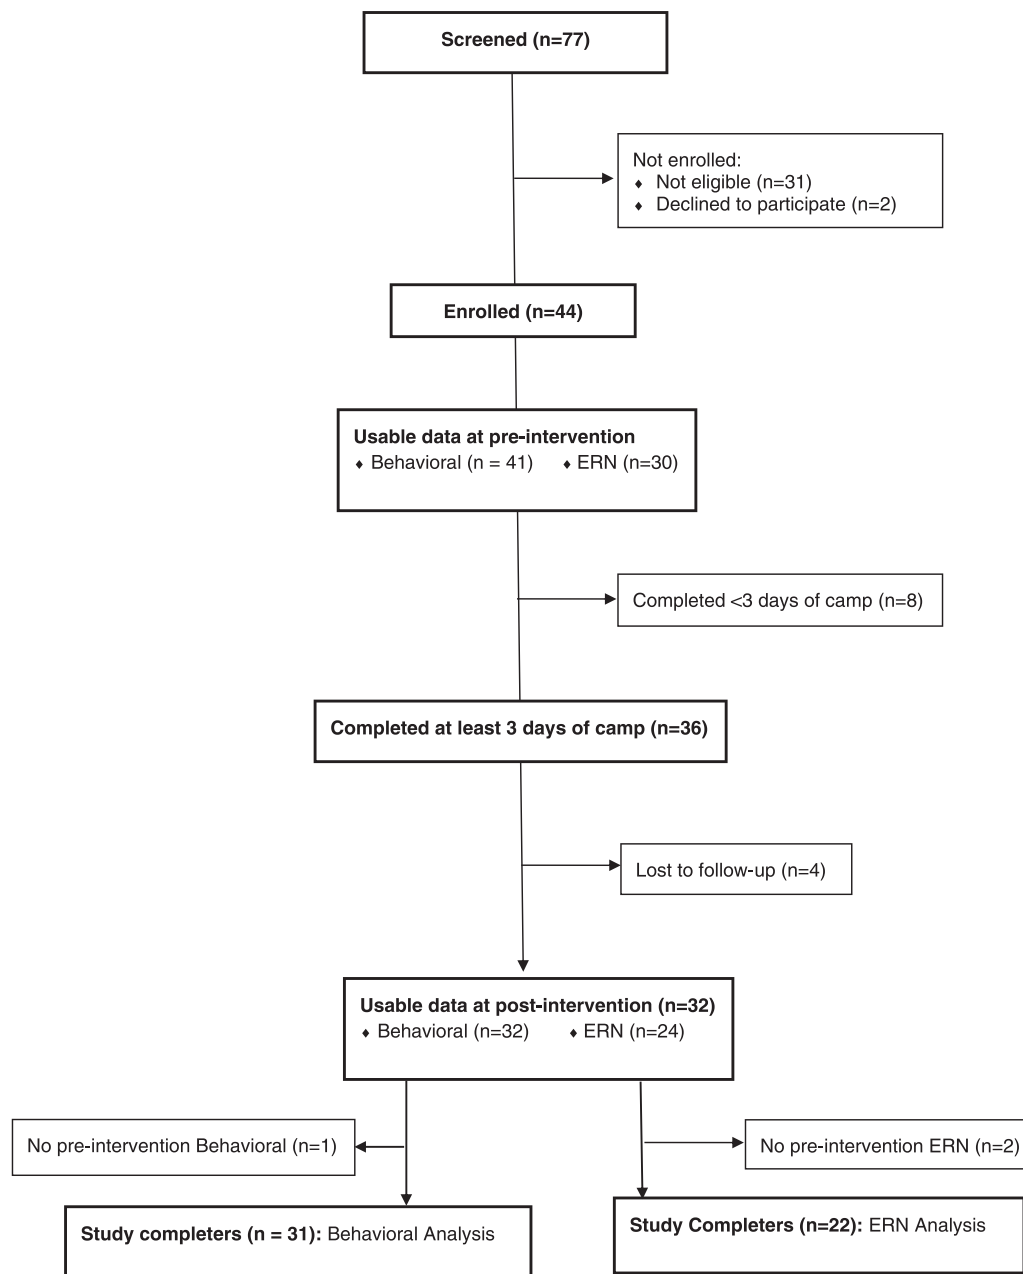 Screened (n=77)
Not enrolled:
♦ Not eligible (n=31)
♦ Declined to participate (n=2)
Enrolled (n=44)
Usable data at pre-intervention
♦ Behavioral (n = 41) ♦ ERN (n=30)
Completed <3 days of camp (n=8)
Completed at least 3 days of camp (n=36)
Lost to follow-up (n=4)
Usable data at post-intervention (n=32)
♦ Behavioral (n=32) ♦ ERN (n=24)
No pre-intervention Behavioral (n=1)
No pre-intervention ERN (n=2)
Study completers (n = 31): Behavioral Analysis
Study Completers (n=22): ERN Analysis